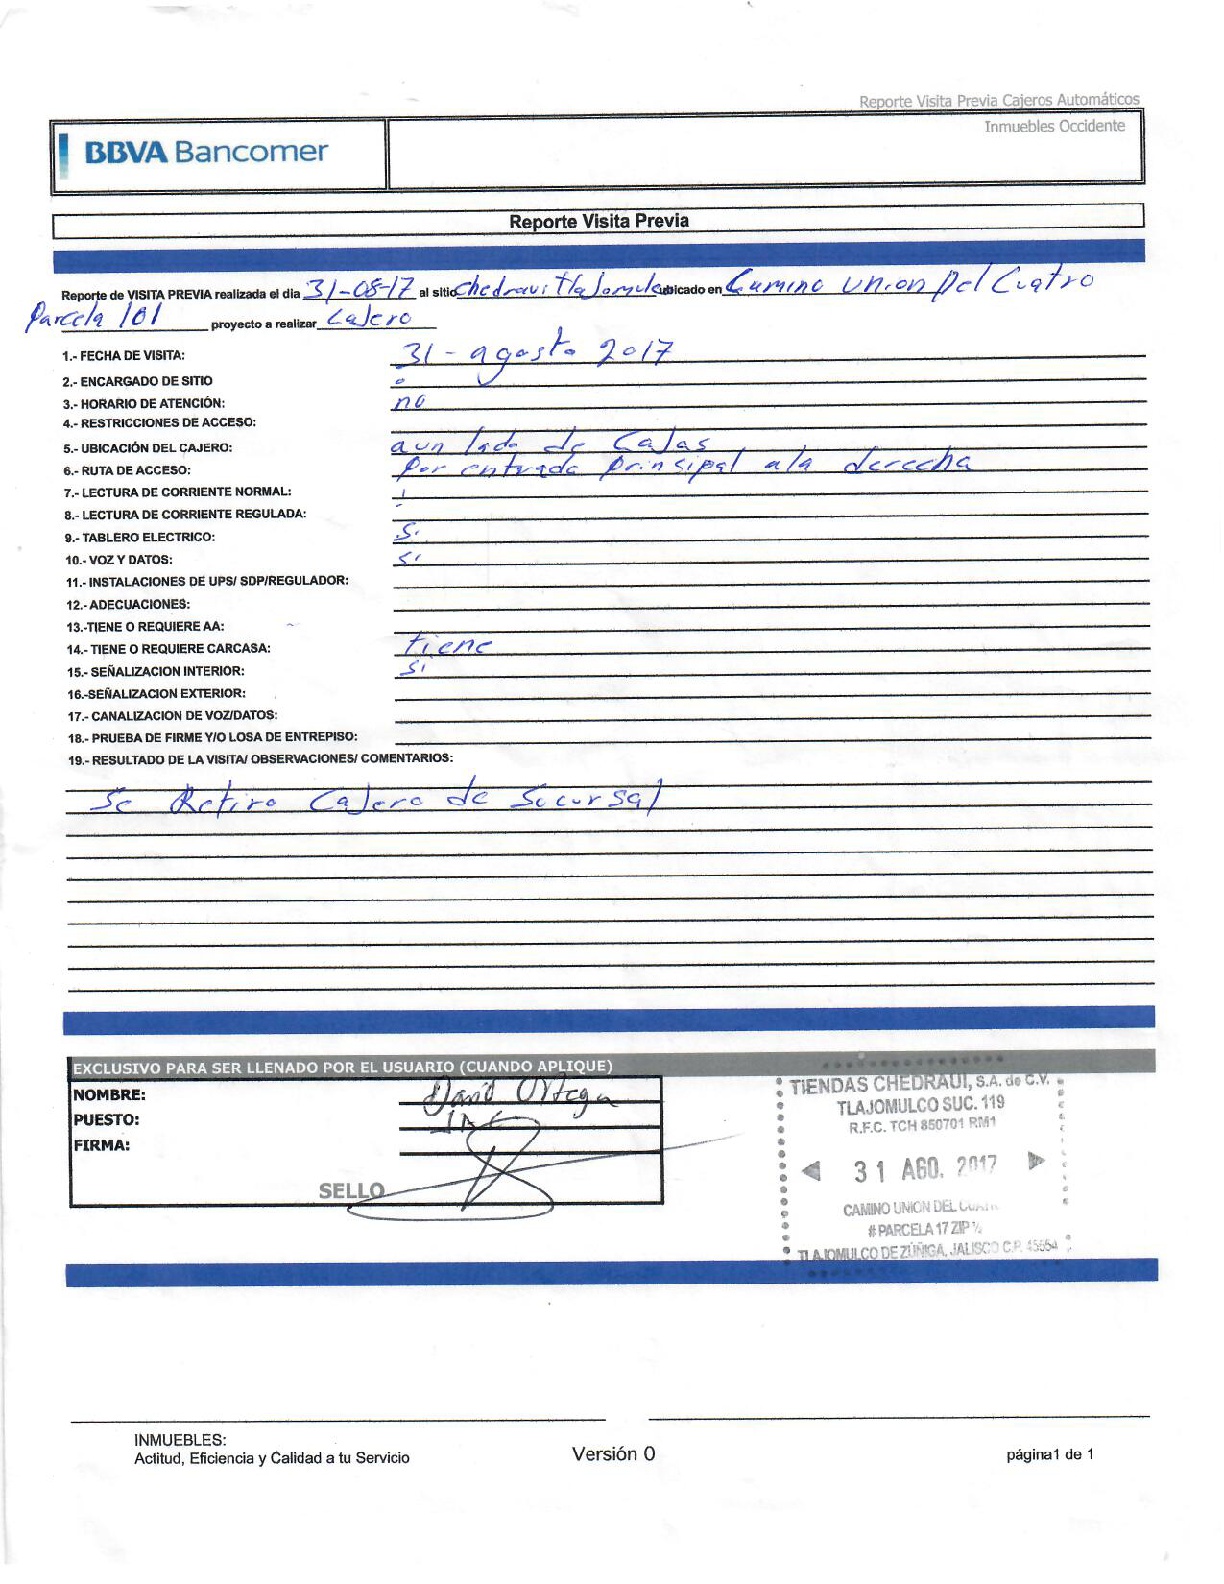 Reporte Visita Previa Cajeros Automáticos
Inmuebles Occidente
BBVA Bancomer
Reporte Visita Previa
Reporte de VISITA PREVIA realizada el dia 31-08-17 al sitio Chedraui Tlajomulco ubicado en Camino Union Del Cuatro
Parcela 101 proyecto a realizar Cajero
1.- FECHA DE VISITA: 31 - agosto 2017
2.- ENCARGADO DE SITIO
3.- HORARIO DE ATENCIÓN: no
4.- RESTRICCIONES DE ACCESO:
5.- UBICACIÓN DEL CAJERO: aun lado de Cajas
6.- RUTA DE ACCESO: por entrada prinsipal ala derecha
7.- LECTURA DE CORRIENTE NORMAL:
8.- LECTURA DE CORRIENTE REGULADA:
9.- TABLERO ELECTRICO: Si
10.- VOZ Y DATOS: Si
11.- INSTALACIONES DE UPS/ SDP/REGULADOR:
12.- ADECUACIONES:
13.-TIENE O REQUIERE AA:
14.- TIENE O REQUIERE CARCASA: tiene
15.- SEÑALIZACION INTERIOR: Si
16.-SEÑALIZACION EXTERIOR:
17.- CANALIZACION DE VOZ/DATOS:
18.- PRUEBA DE FIRME Y/O LOSA DE ENTREPISO:
19.- RESULTADO DE LA VISITA/ OBSERVACIONES/ COMENTARIOS:
Se Retiro Cajero de Sucursal
EXCLUSIVO PARA SER LLENADO POR EL USUARIO (CUANDO APLIQUE)
NOMBRE: David Ortega
PUESTO:
FIRMA:
SELLO
TIENDAS CHEDRAUI, S.A. de C.V.
TLAJOMULCO SUC. 119
R.F.C. TCH 850701 RM1
31 AGO. 2017
CAMINO UNION DEL
#PARCELA 17 ZIP ½
TLAJOMULCO DE ZÚÑIGA, JALISCO C.P. 45654
INMUEBLES:
Actitud, Eficiencia y Calidad a tu Servicio
Versión 0
página1 de 1